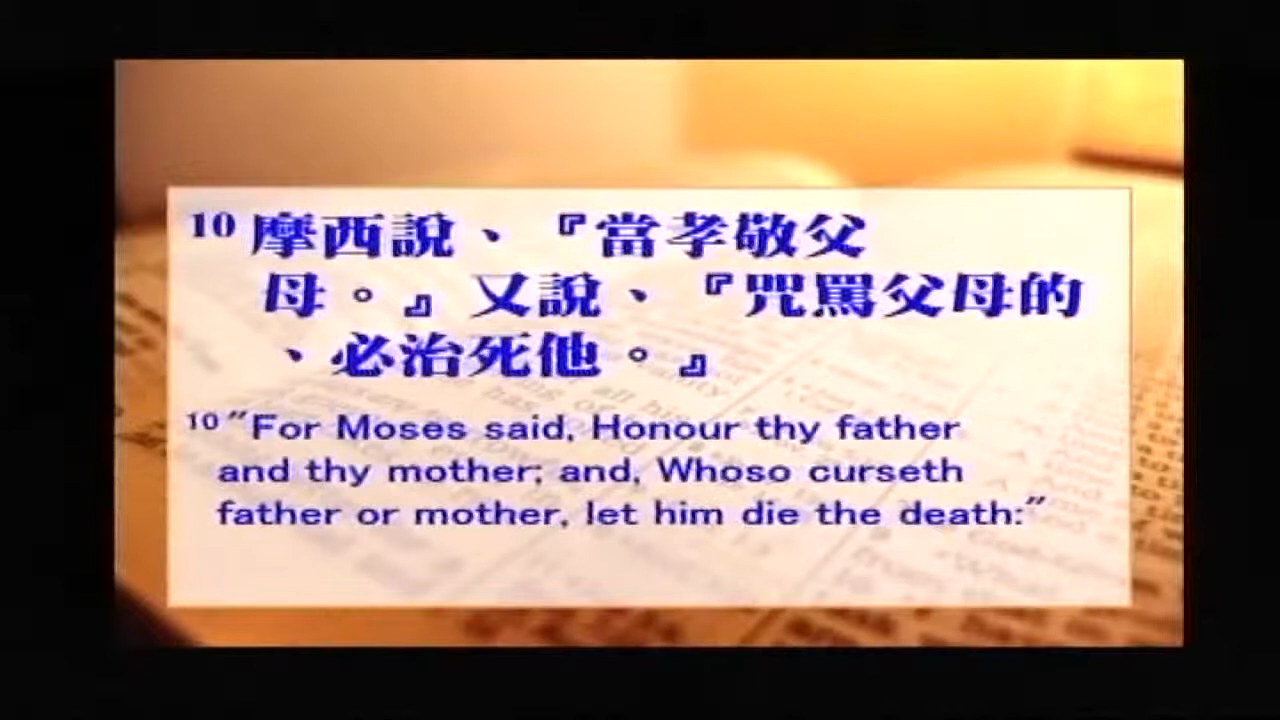 10 摩西說、『當孝敬父
母。』又說、『咒罵父母的
、必治死他。』
10 "For Moses said, Honour thy father
and thy mother; and, Whoso curseth
father or mother, let him die the death:"